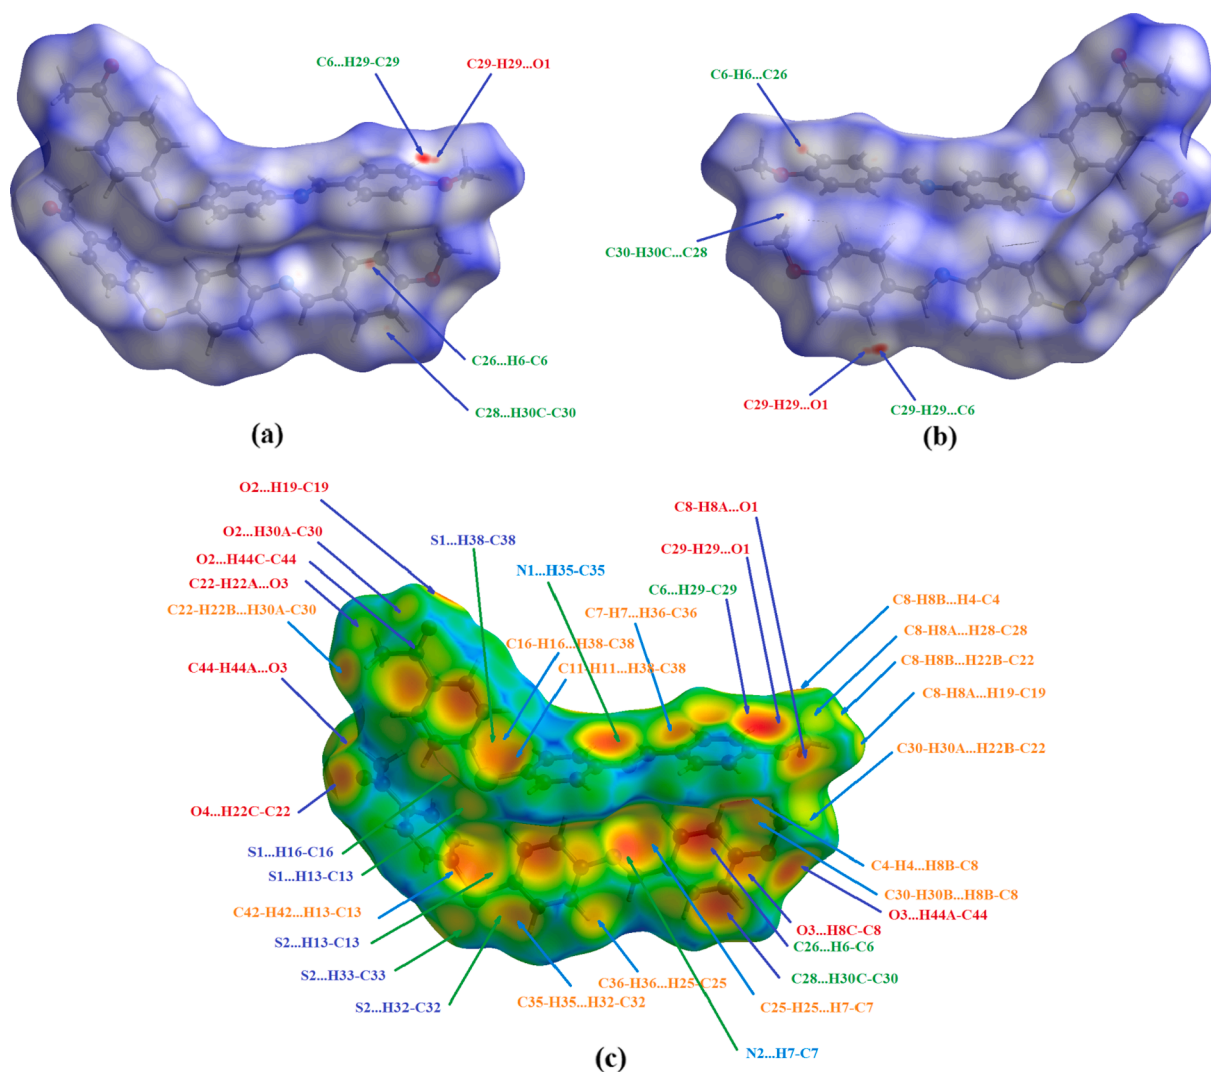 C6...H29-C29
C29-H29...O1
C26...H6-C6
C28...H30C-C30
(a)
C6-H6...C26
C30-H30C...C28
C29-H29...O1
C29-H29...C6
(b)
O2...H19-C19
O2...H30A-C30
O2...H44C-C44
C22-H22A...O3
C22-H22B...H30A-C30
C44-H44A...O3
O4...H22C-C22
S1...H16-C16
S1...H13-C13
C42-H42...H13-C13
S2...H13-C13
S2...H33-C33
S2...H32-C32
S1...H38-C38
N1...H35-C35
C7-H7...H36-C36
C16-H16...H38-C38
C11-H11...H38-C38
C8-H8A...O1
C29-H29...O1
C6...H29-C29
C8-H8B...H4-C4
C8-H8A...H28-C28
C8-H8B...H22B-C22
C8-H8A...H19-C19
C30-H30A...H22B-C22
C4-H4...H8B-C8
C30-H30B...H8B-C8
O3...H44A-C44
O3...H8C-C8
C26...H6-C6
C28...H30C-C30
C25-H25...H7-C7
C36-H36...H25-C25
C35-H35...H32-C32
N2...H7-C7
(c)